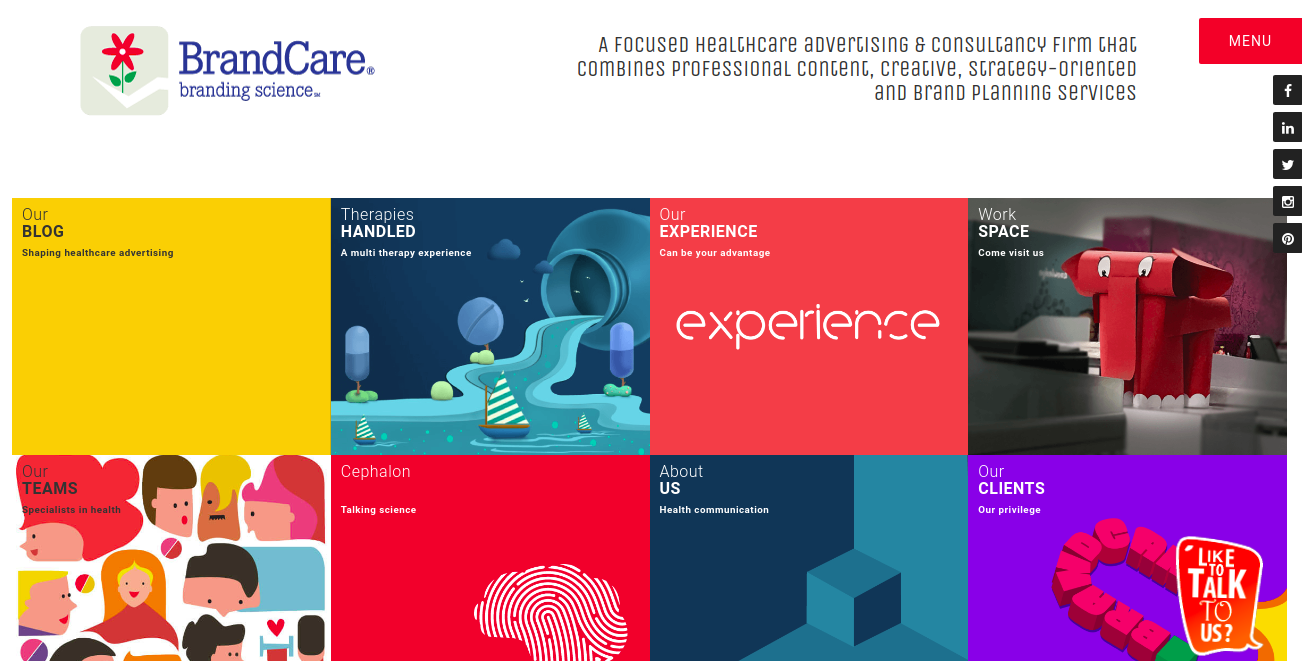 BrandCare®
branding science℠
A Focused Healthcare advertising & consultancy firm that
combines professional content, creative, strategy-oriented
and brand planning services
MENU
Our
BLOG
Shaping healthcare advertising
Therapies
HANDLED
A multi therapy experience
Our
EXPERIENCE
Can be your advantage
experience
Work
SPACE
Come visit us
Our
TEAMS
Specialists in health
Cephalon
Talking science
About
US
Health communication
Our
CLIENTS
Our privilege
LIKE
TO
TALK
TO
US?